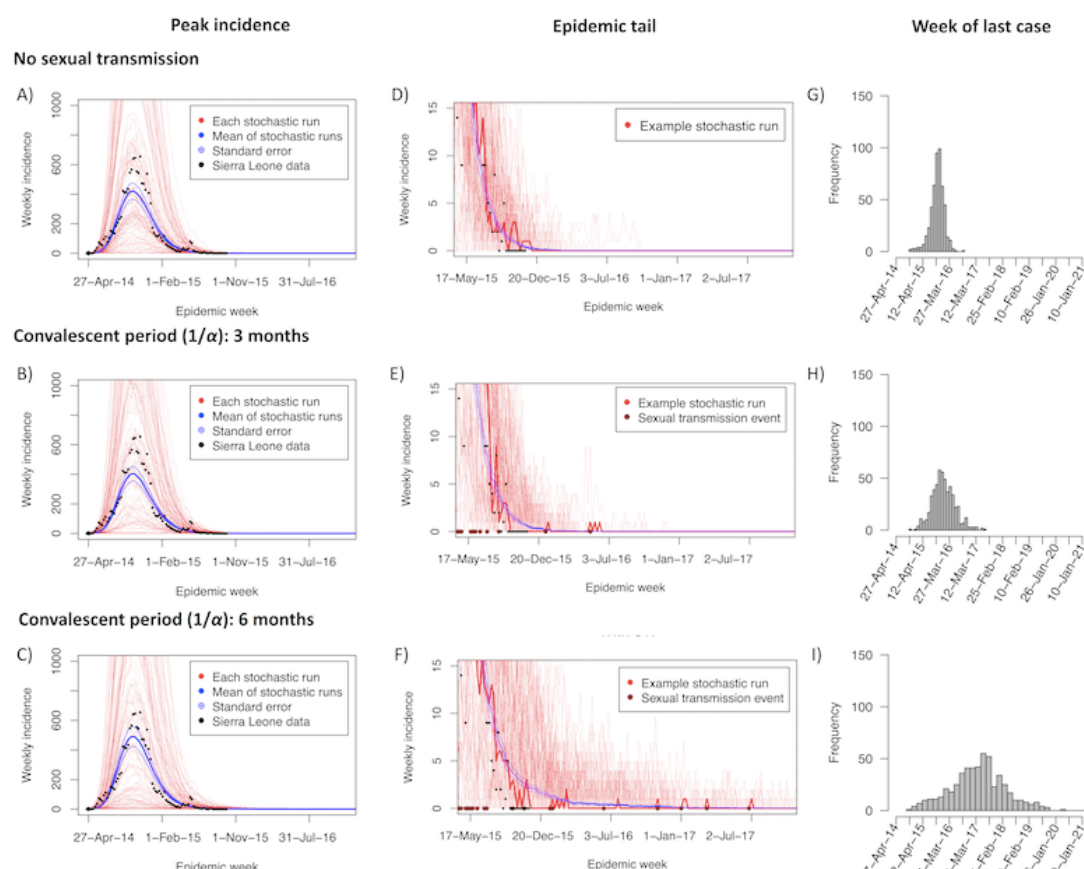 Peak incidence
Epidemic tail
Week of last case
No sexual transmission
A)
Weekly incidence
1000
600
200
0
Each stochastic run
Mean of stochastic runs
Standard error
Sierra Leone data
27–Apr–14 1–Feb–15 1–Nov–15 31–Jul–16
Epidemic week
D)
Weekly incidence
15
10
5
0
Example stochastic run
17–May–15 20–Dec–15 3–Jul–16 1–Jan–17 2–Jul–17
Epidemic week
G)
Frequency
150
100
50
0
27–Apr–14 12–Apr–15 27–Mar–16 12–Mar–17 25–Feb–18 10–Feb–19 26–Jan–20 10–Jan–21
Convalescent period (1/α): 3 months
B)
Weekly incidence
1000
600
200
0
Each stochastic run
Mean of stochastic runs
Standard error
Sierra Leone data
27–Apr–14 1–Feb–15 1–Nov–15 31–Jul–16
Epidemic week
E)
Weekly incidence
15
10
5
0
Example stochastic run
Sexual transmission event
17–May–15 20–Dec–15 3–Jul–16 1–Jan–17 2–Jul–17
Epidemic week
H)
Frequency
150
100
50
0
27–Apr–14 12–Apr–15 27–Mar–16 12–Mar–17 25–Feb–18 10–Feb–19 26–Jan–20 10–Jan–21
Convalescent period (1/α): 6 months
C)
Weekly incidence
1000
600
200
0
Each stochastic run
Mean of stochastic runs
Standard error
Sierra Leone data
27–Apr–14 1–Feb–15 1–Nov–15 31–Jul–16
Epidemic week
F)
Weekly incidence
15
10
5
0
Example stochastic run
Sexual transmission event
17–May–15 20–Dec–15 3–Jul–16 1–Jan–17 2–Jul–17
Epidemic week
I)
Frequency
150
100
50
0